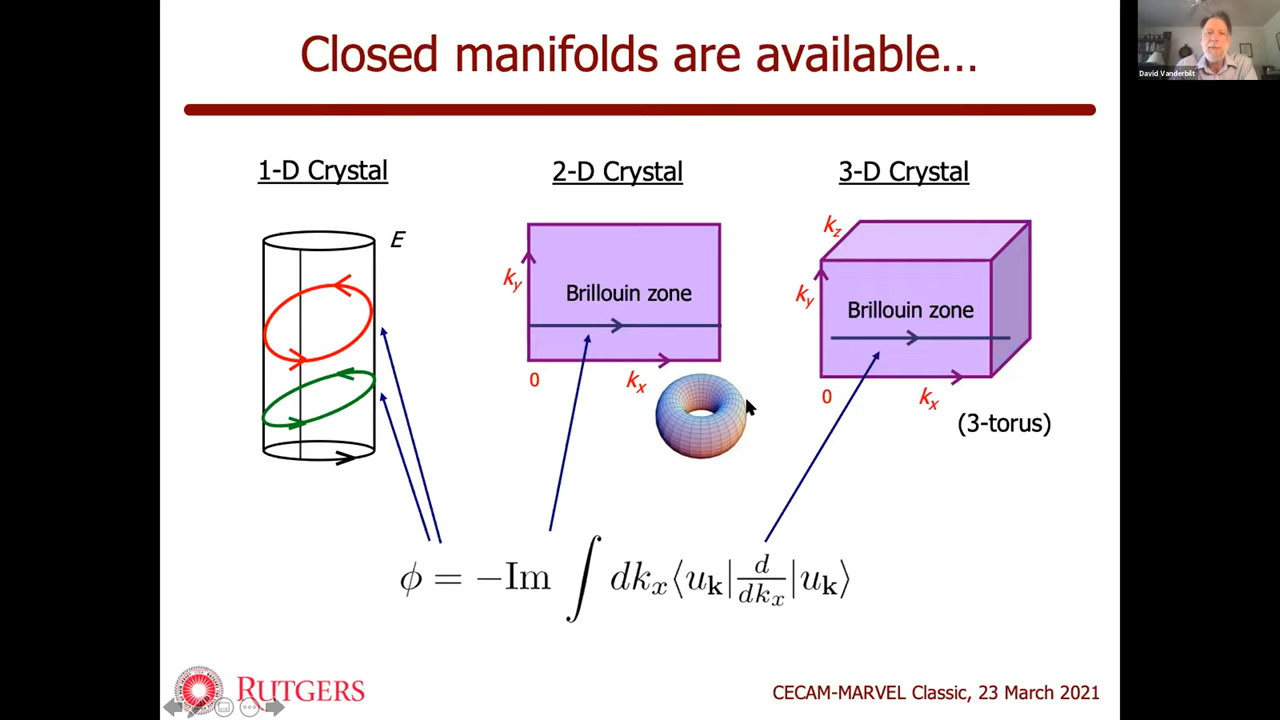 Closed manifolds are available...
David Vanderbilt
1-D Crystal
2-D Crystal
3-D Crystal
E
k_y
Brillouin zone
0
k_x
k_z
k_y
Brillouin zone
0
k_x
(3-torus)
ϕ = −Im ∫ dk_x⟨u_𝐤| d/dk_x |u_𝐤⟩
RUTGERS
CECAM-MARVEL Classic, 23 March 2021